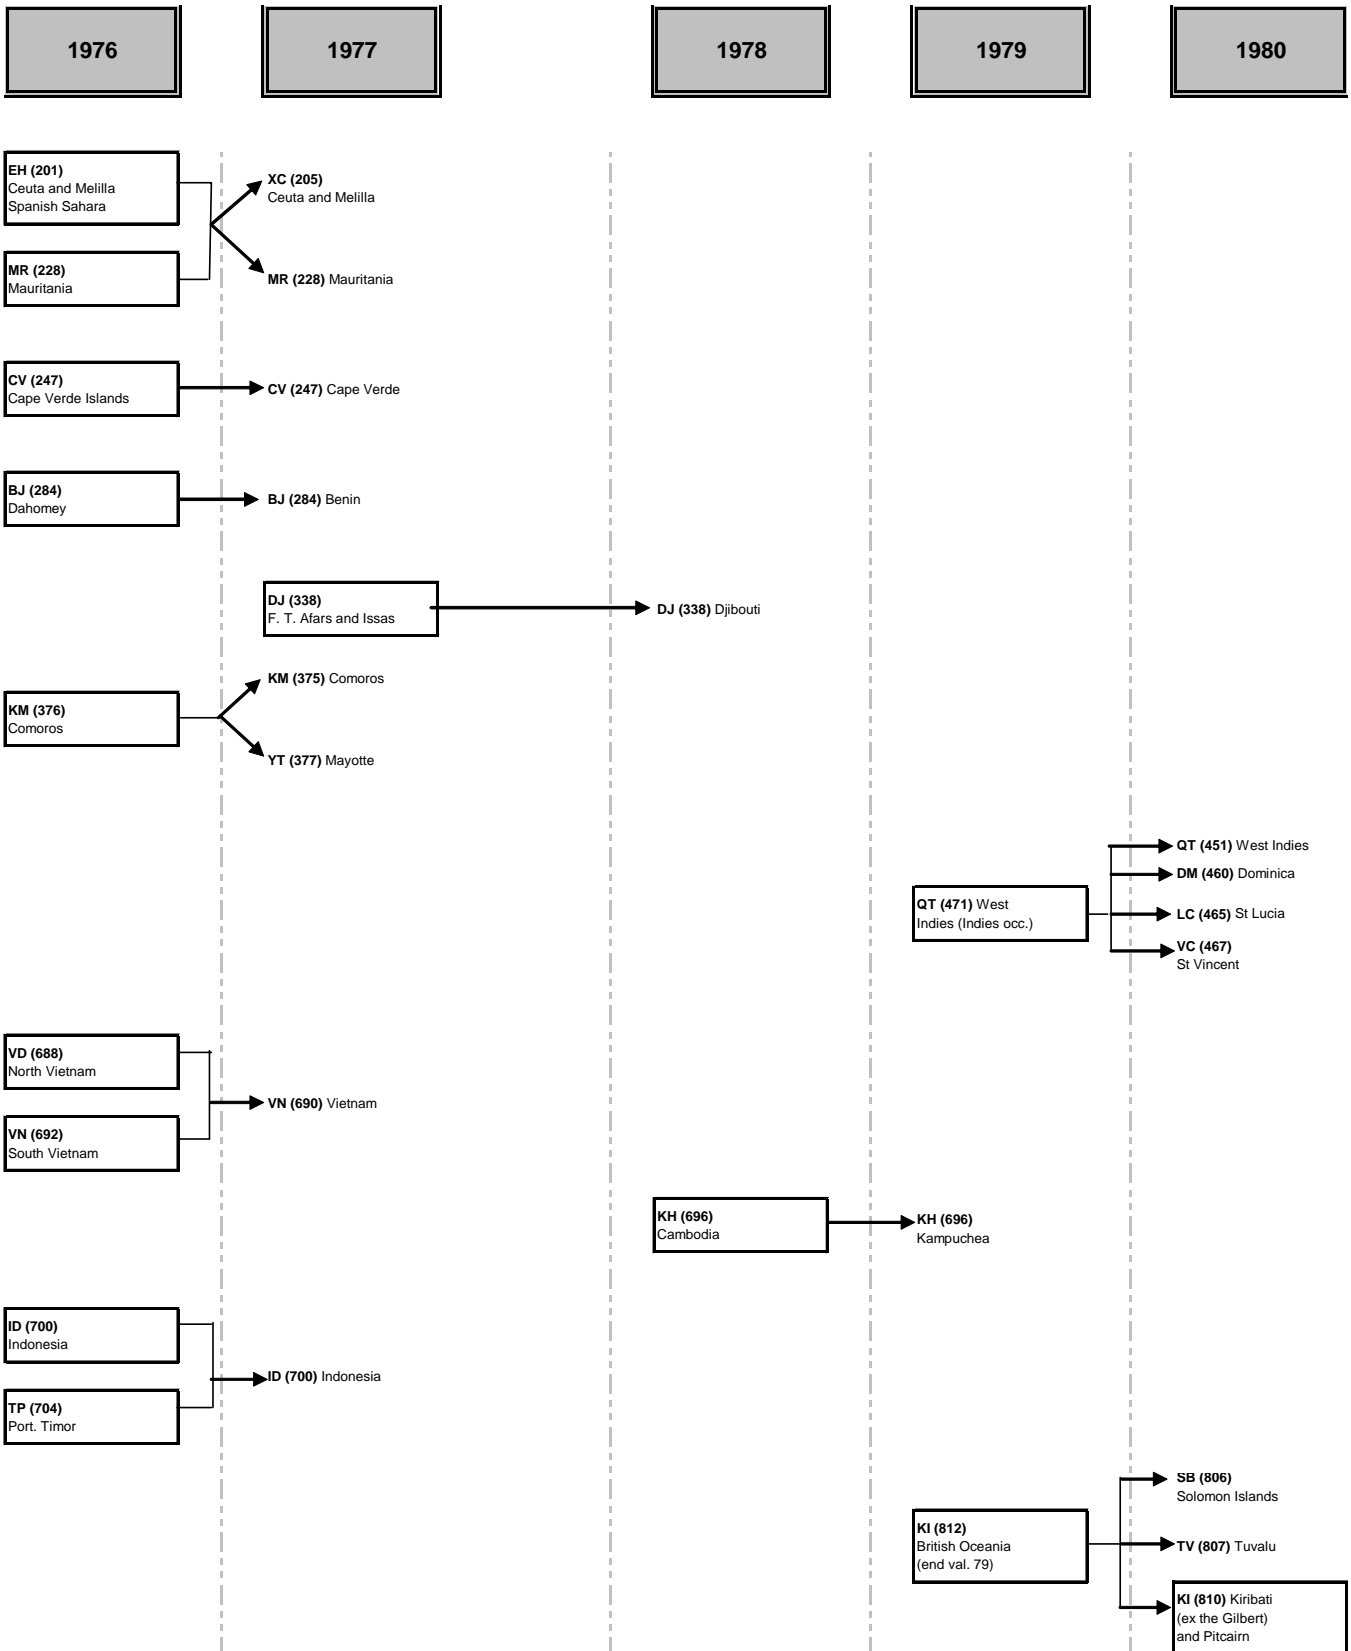 1976
1977
1978
1979
1980
EH (201)
Ceuta and Melilla
Spanish Sahara
XC (205)
Ceuta and Melilla
MR (228)
Mauritania
MR (228) Mauritania
CV (247)
Cape Verde Islands
CV (247) Cape Verde
BJ (284)
Dahomey
BJ (284) Benin
DJ (338)
F. T. Afars and Issas
DJ (338) Djibouti
KM (376)
Comoros
KM (375) Comoros
YT (377) Mayotte
QT (471) West
Indies (Indies occ.)
QT (451) West Indies
DM (460) Dominica
LC (465) St Lucia
VC (467)
St Vincent
VD (688)
North Vietnam
VN (692)
South Vietnam
VN (690) Vietnam
KH (696)
Cambodia
KH (696)
Kampuchea
ID (700)
Indonesia
TP (704)
Port. Timor
ID (700) Indonesia
KI (812)
British Oceania
(end val. 79)
SB (806)
Solomon Islands
TV (807) Tuvalu
KI (810) Kiribati
(ex the Gilbert)
and Pitcairn